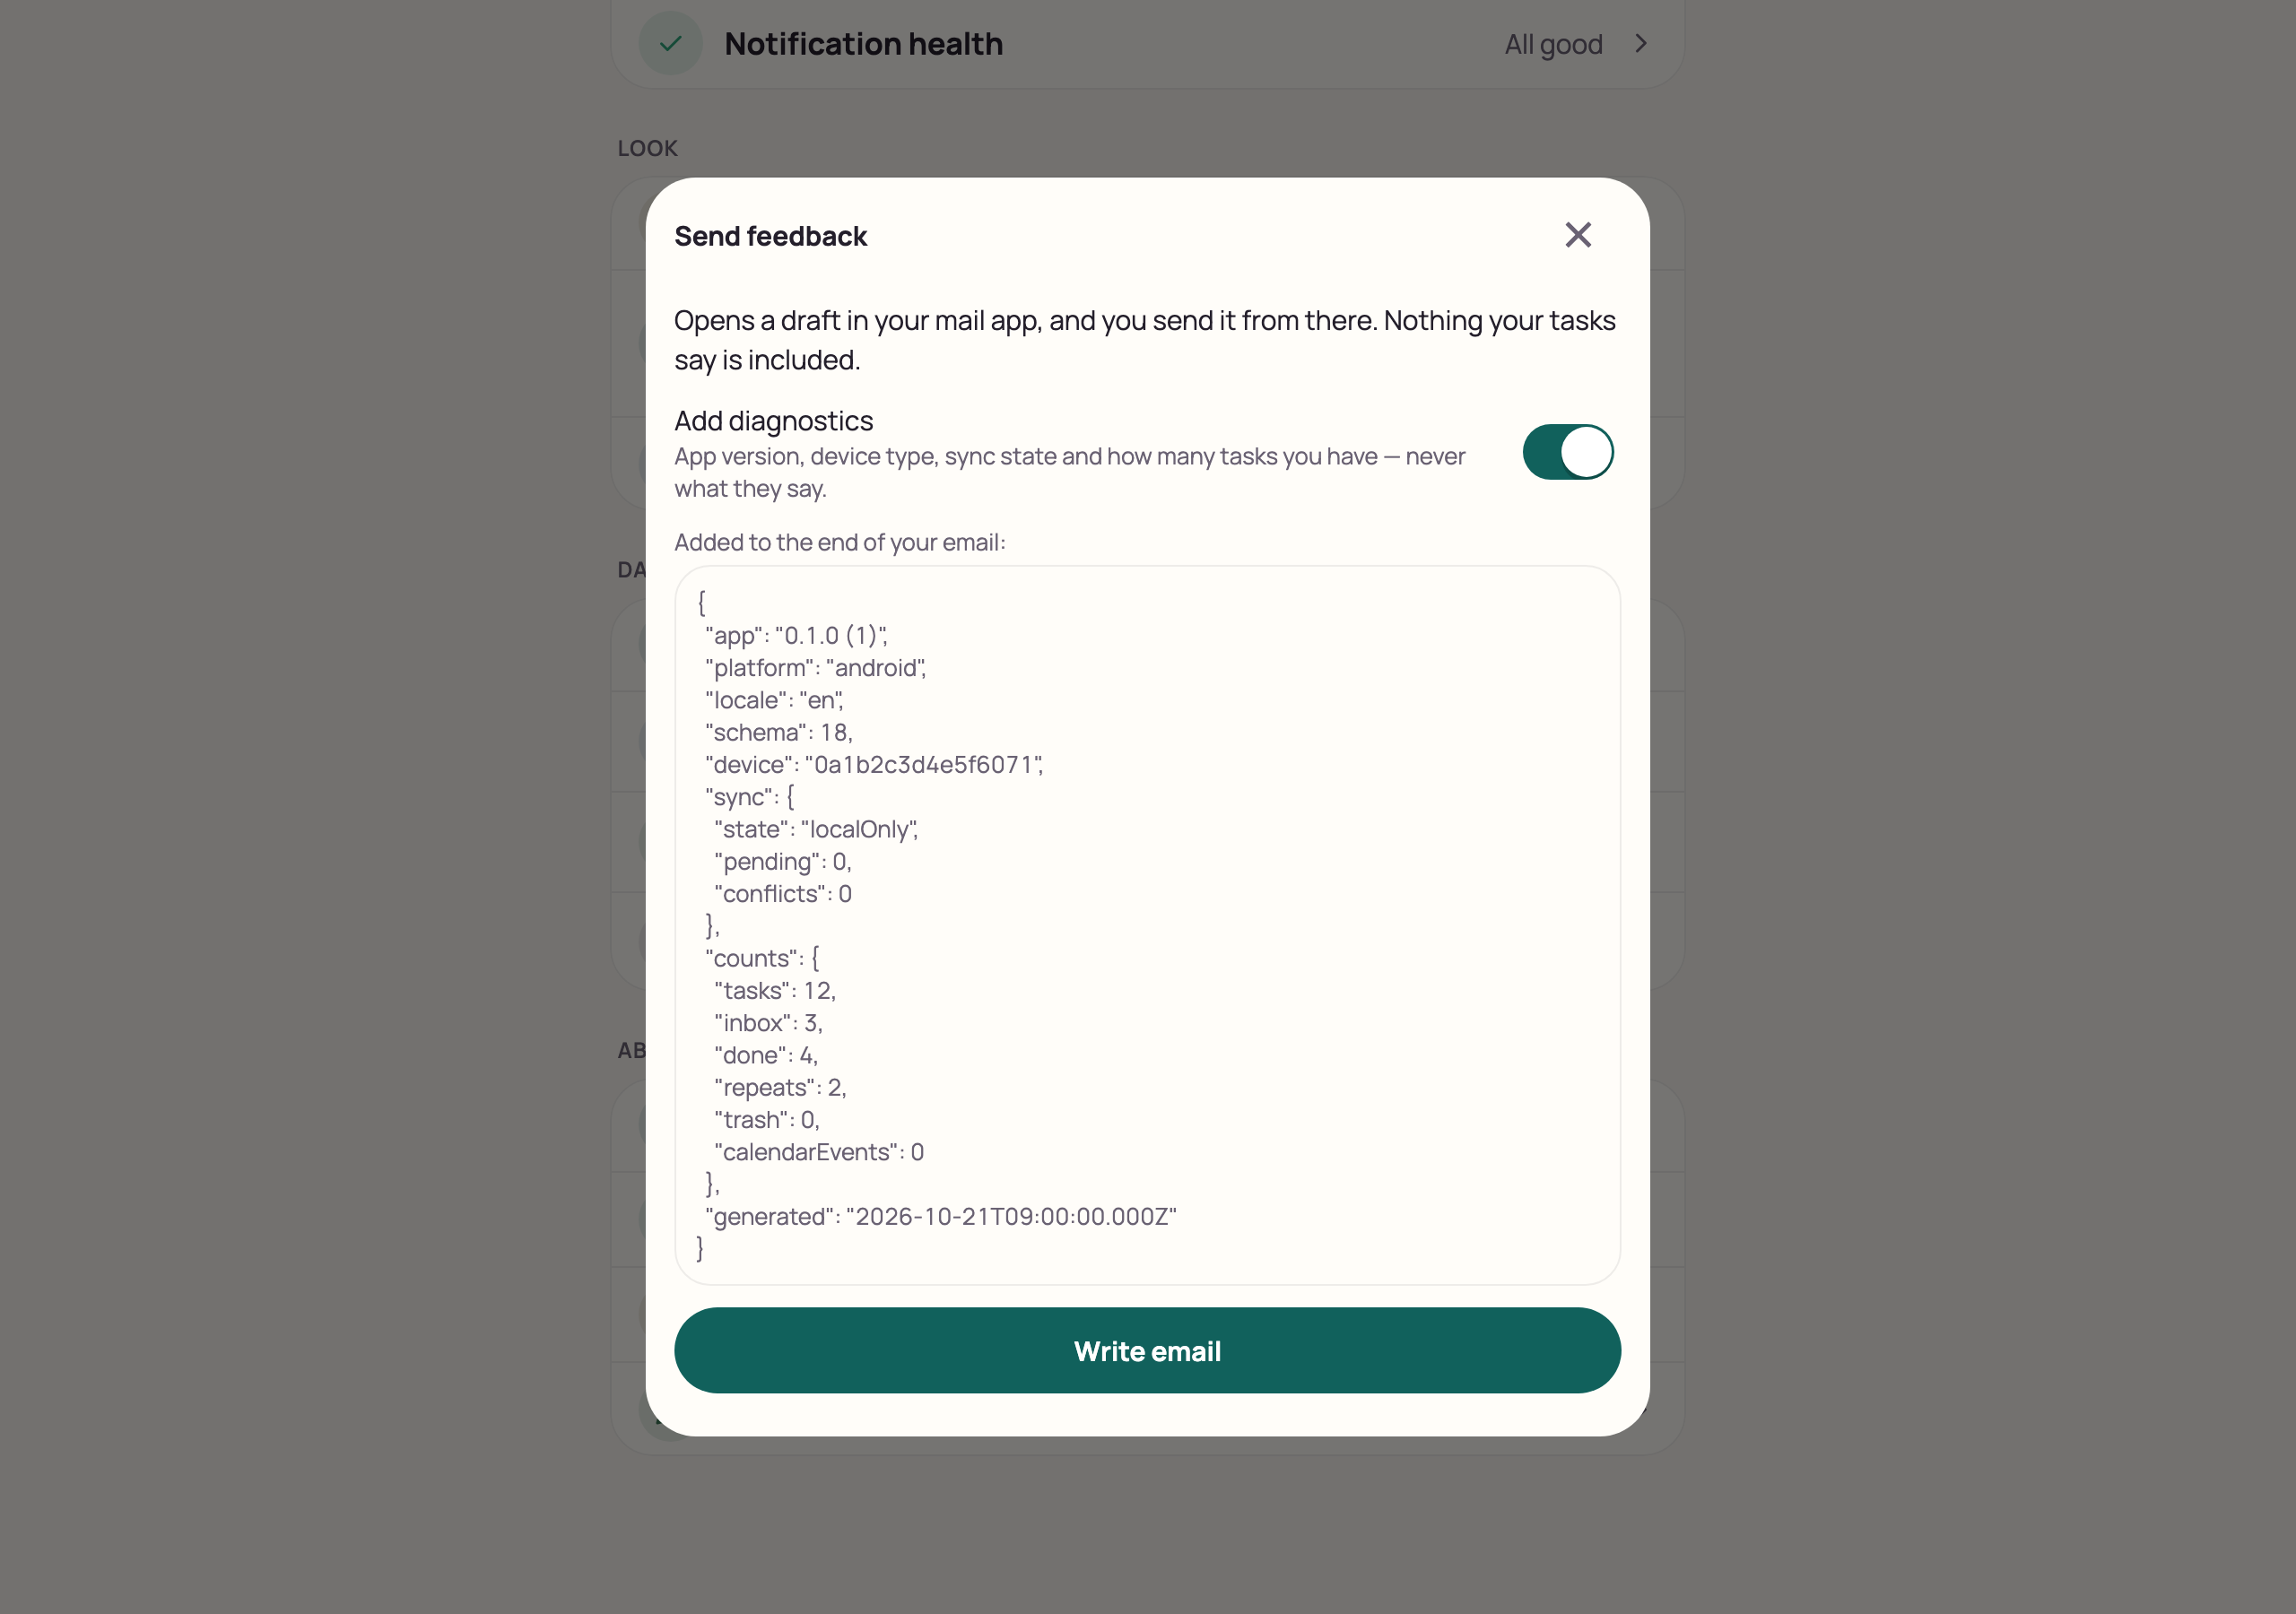 Notification health
All good
LOOK
Send feedback
Opens a draft in your mail app, and you send it from there. Nothing your tasks
say is included.
Add diagnostics
App version, device type, sync state and how many tasks you have — never
what they say.
Added to the end of your email:
{
"app": "0.1.0 (1)",
"platform": "android",
"locale": "en",
"schema": 18,
"device": "0a1b2c3d4e5f6071",
"sync": {
"state": "localOnly",
"pending": 0,
"conflicts": 0
},
"counts": {
"tasks": 12,
"inbox": 3,
"done": 4,
"repeats": 2,
"trash": 0,
"calendarEvents": 0
},
"generated": "2026-10-21T09:00:00.000Z"
}
Write email